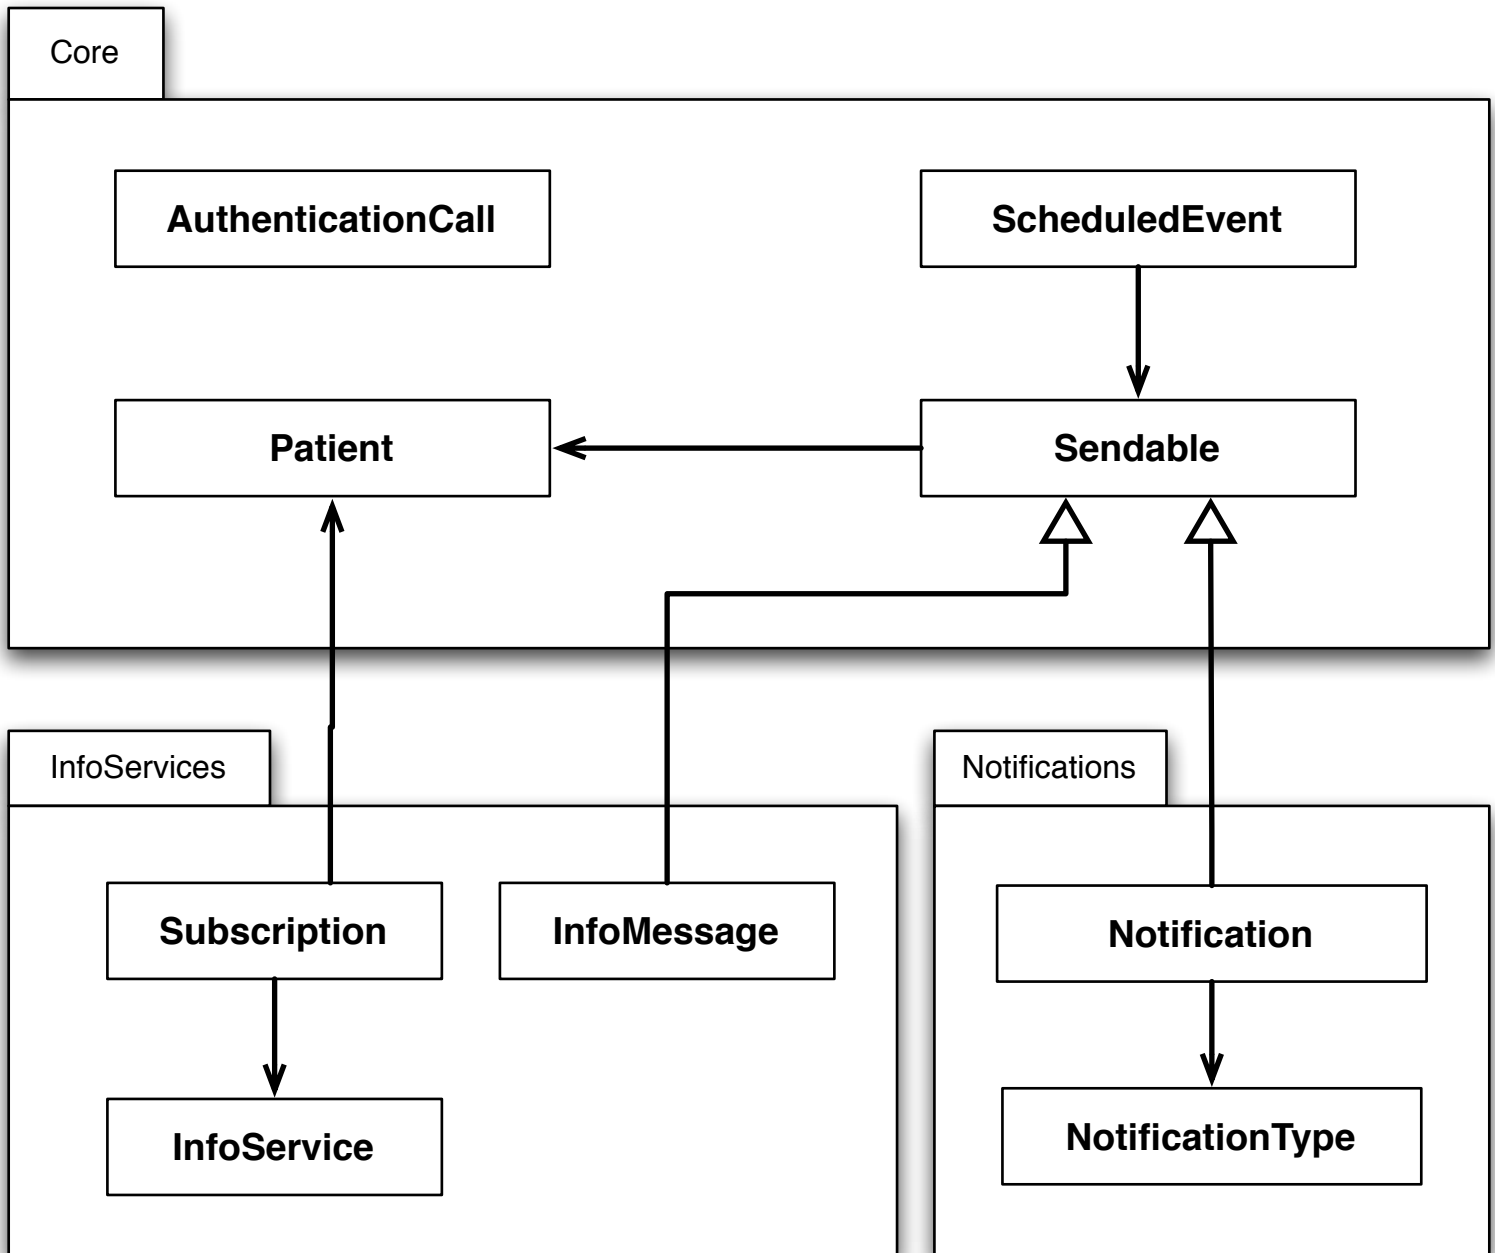 Core
AuthenticationCall
ScheduledEvent
Patient
Sendable
InfoServices
Notifications
Subscription
InfoMessage
Notification
InfoService
NotificationType